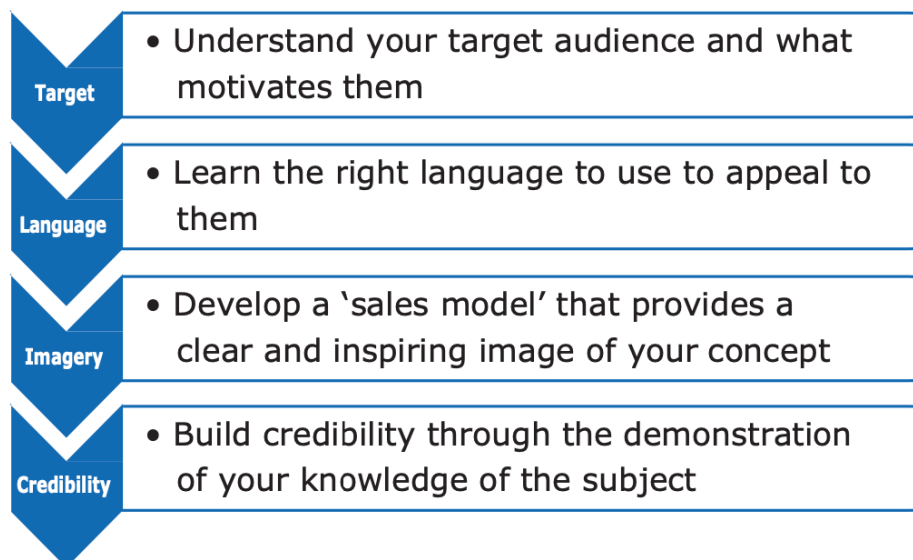 Target
• Understand your target audience and what
motivates them
Language
• Learn the right language to use to appeal to
them
Imagery
• Develop a ‘sales model’ that provides a
clear and inspiring image of your concept
Credibility
• Build credibility through the demonstration
of your knowledge of the subject